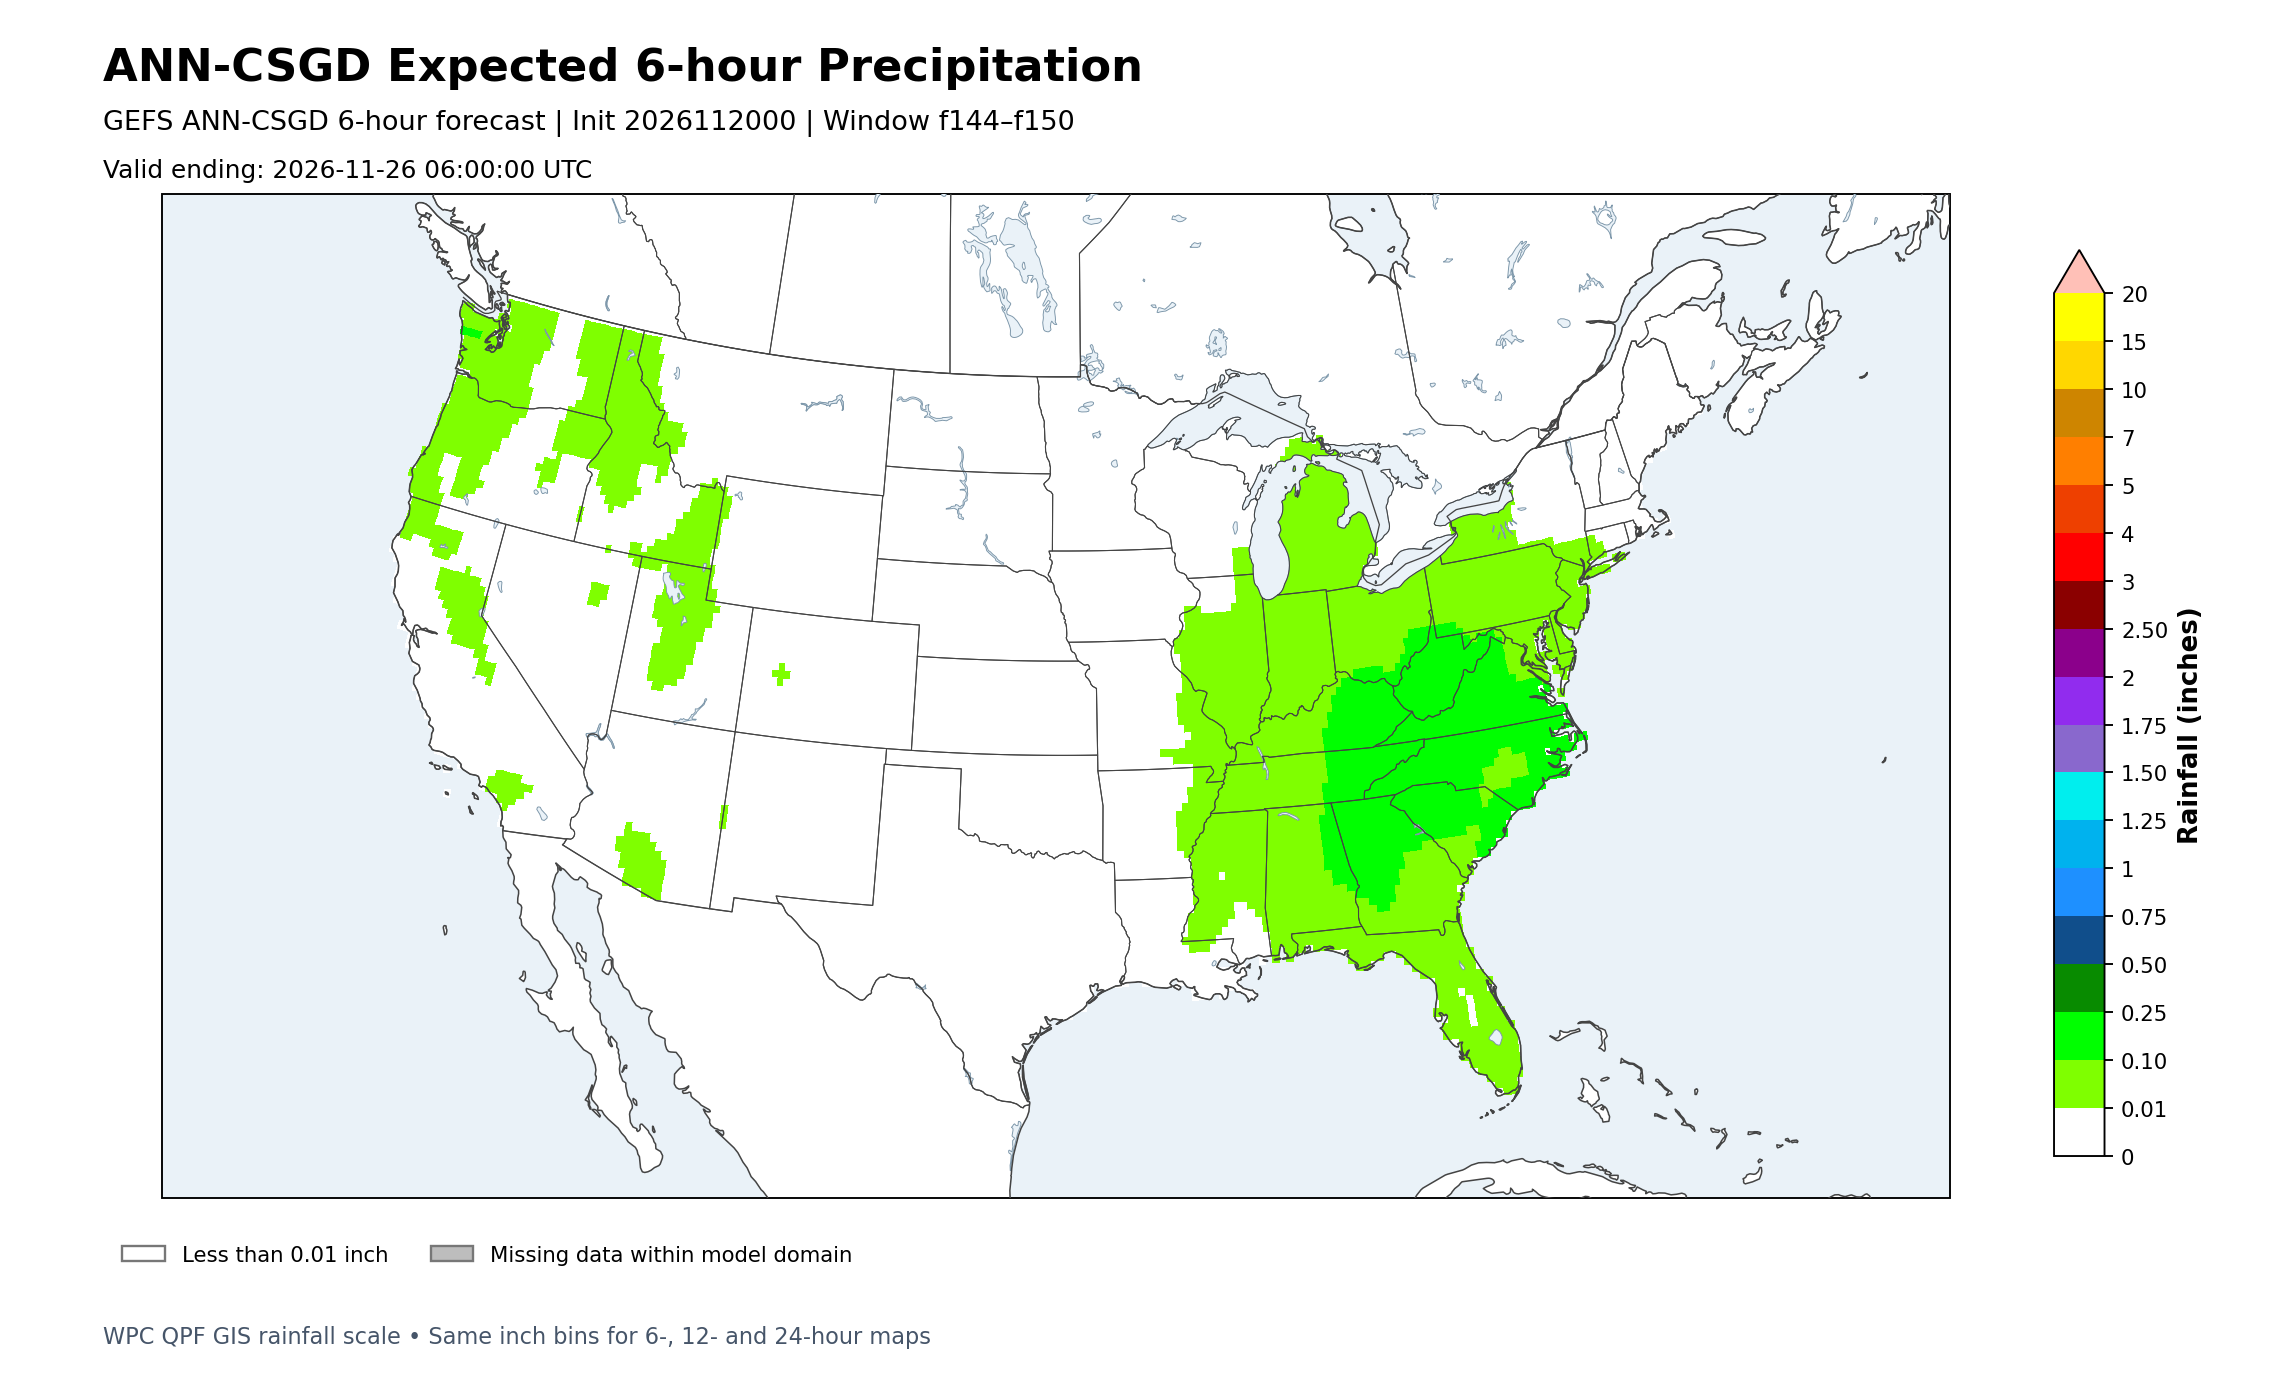 ANN-CSGD Expected 6-hour Precipitation
GEFS ANN-CSGD 6-hour forecast | Init 2026112000 | Window f144–f150
Valid ending: 2026-11-26 06:00:00 UTC
20
15
10
7
5
4
3
2.50
2
1.75
1.50
1.25
1
0.75
0.50
0.25
0.10
0.01
0
Rainfall (inches)
Less than 0.01 inch
Missing data within model domain
WPC QPF GIS rainfall scale • Same inch bins for 6-, 12- and 24-hour maps